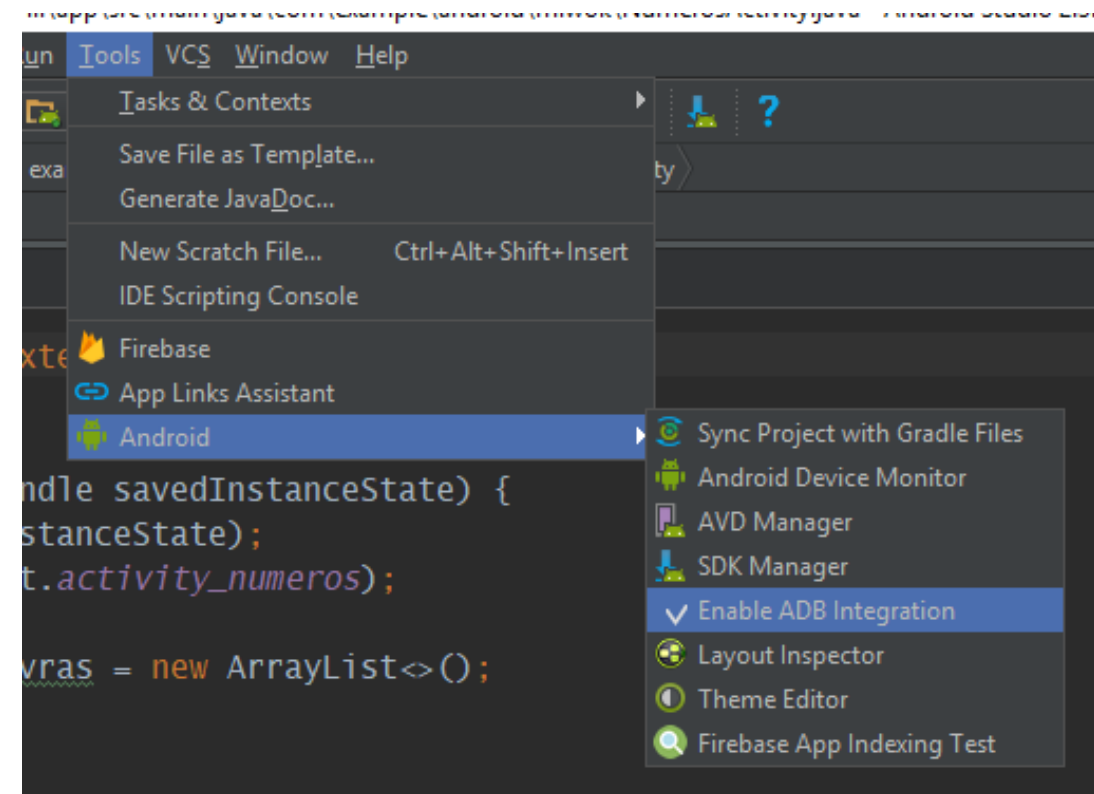 Run Tools VCS Window Help
Tasks & Contexts
?
exa
Save File as Template...
ty
Generate JavaDoc...
New Scratch File... Ctrl+Alt+Shift+Insert
IDE Scripting Console
xte
Firebase
App Links Assistant
Android
Sync Project with Gradle Files
Android Device Monitor
AVD Manager
SDK Manager
Enable ADB Integration
Layout Inspector
Theme Editor
Firebase App Indexing Test
ndle savedInstanceState) {
stanceState);
t.activity_numeros);
vras = new ArrayList<>();